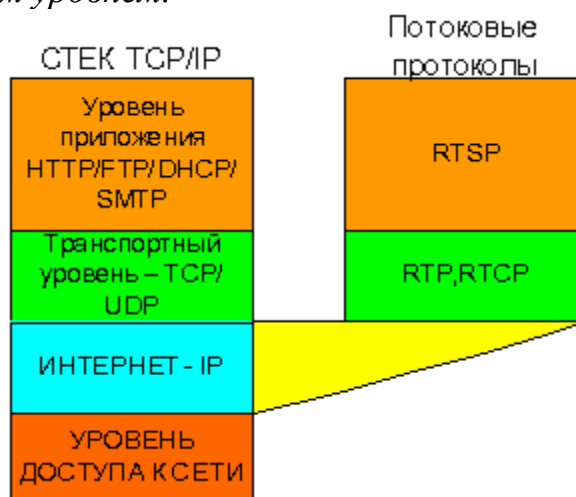 уровнем.
СТЕК TCP/IP
Уровень
приложения
HTTP/FTP/DHCP/
SMTP
Транспортный
уровень – TCP/
UDP
ИНТЕРНЕТ - IP
УРОВЕНЬ
ДОСТУПА К СЕТИ
Потоковые
протоколы
RTSP
RTP,RTCP